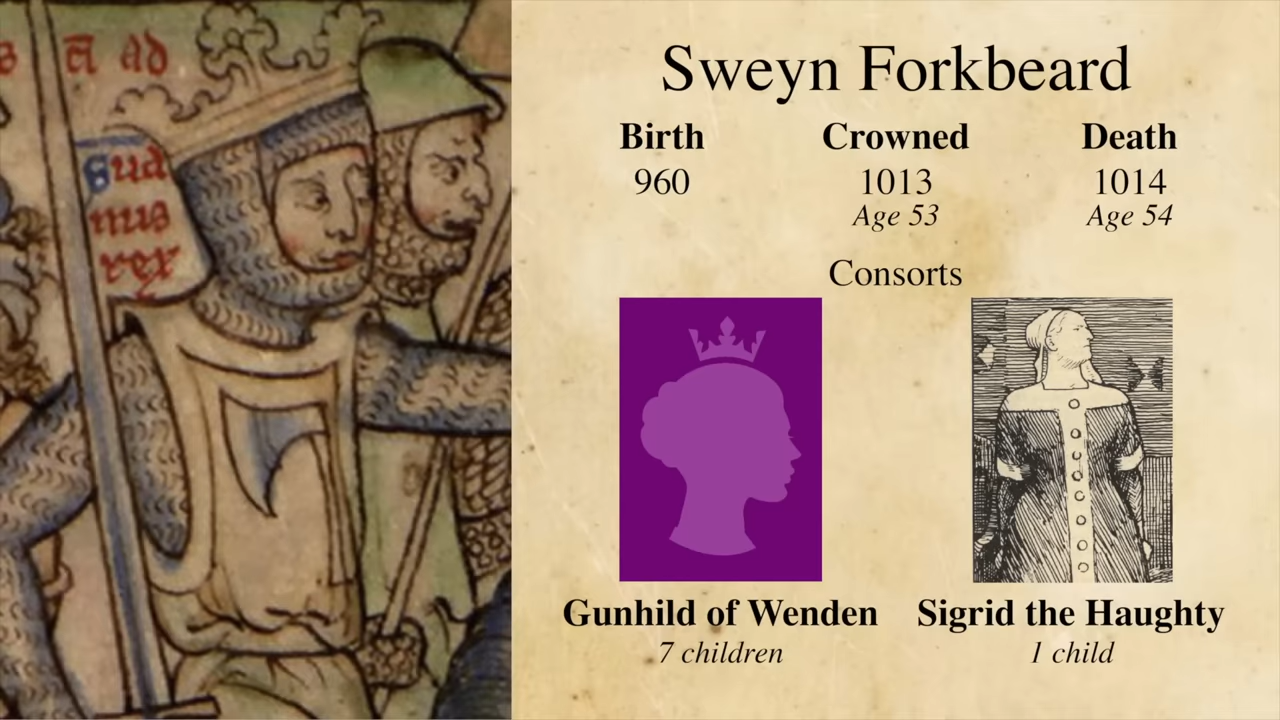 s a̅ ad
Sua
nus
rex
Sweyn Forkbeard
Birth
Crowned
Death
960
1013
1014
Age 53
Age 54
Consorts
Gunhild of Wenden
Sigrid the Haughty
7 children
1 child